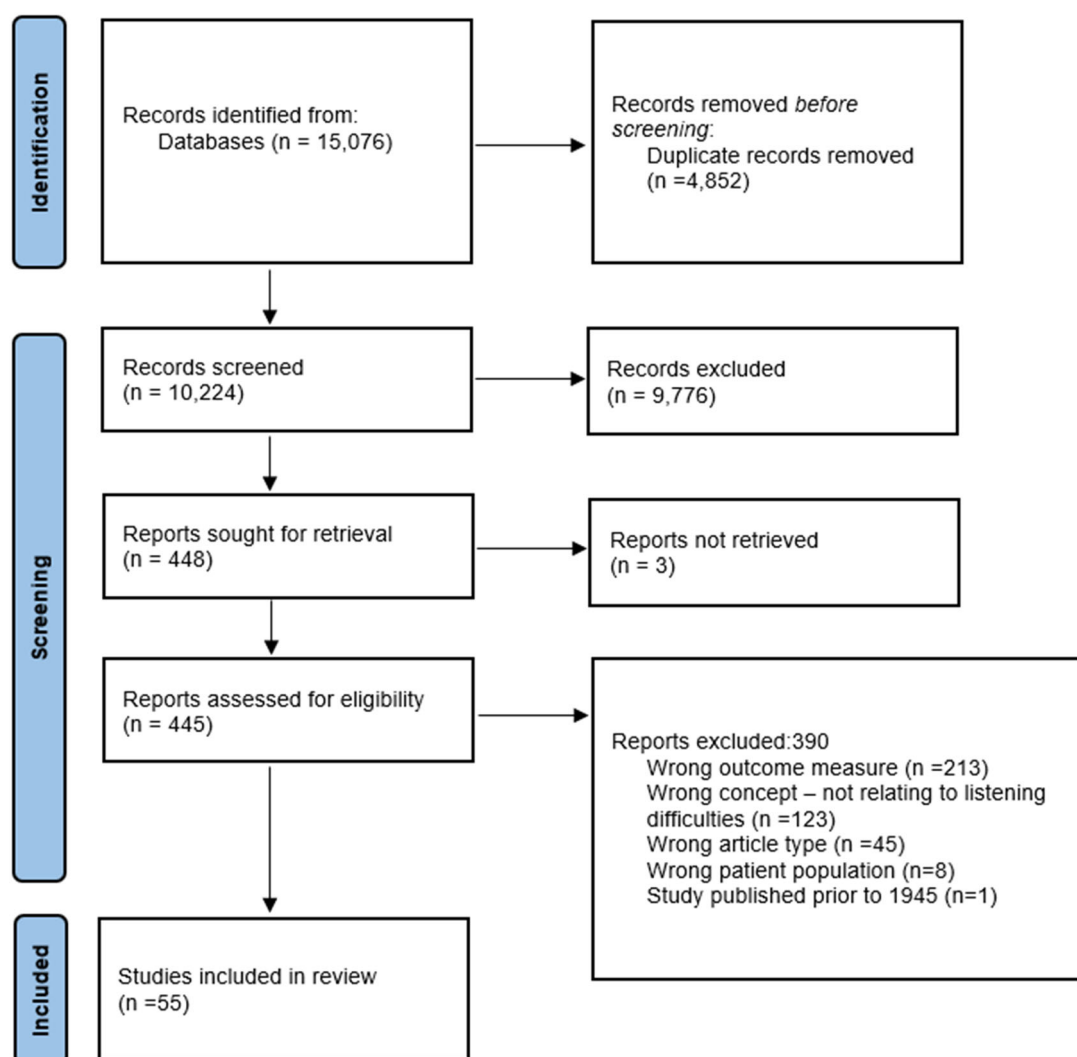 Identification
Records identified from:
Databases (n = 15,076)
Records removed before
screening:
Duplicate records removed
(n =4,852)
Screening
Records screened
(n = 10,224)
Records excluded
(n = 9,776)
Reports sought for retrieval
(n = 448)
Reports not retrieved
(n = 3)
Reports assessed for eligibility
(n = 445)
Reports excluded:390
Wrong outcome measure (n =213)
Wrong concept – not relating to listening
difficulties (n =123)
Wrong article type (n =45)
Wrong patient population (n=8)
Study published prior to 1945 (n=1)
Included
Studies included in review
(n =55)